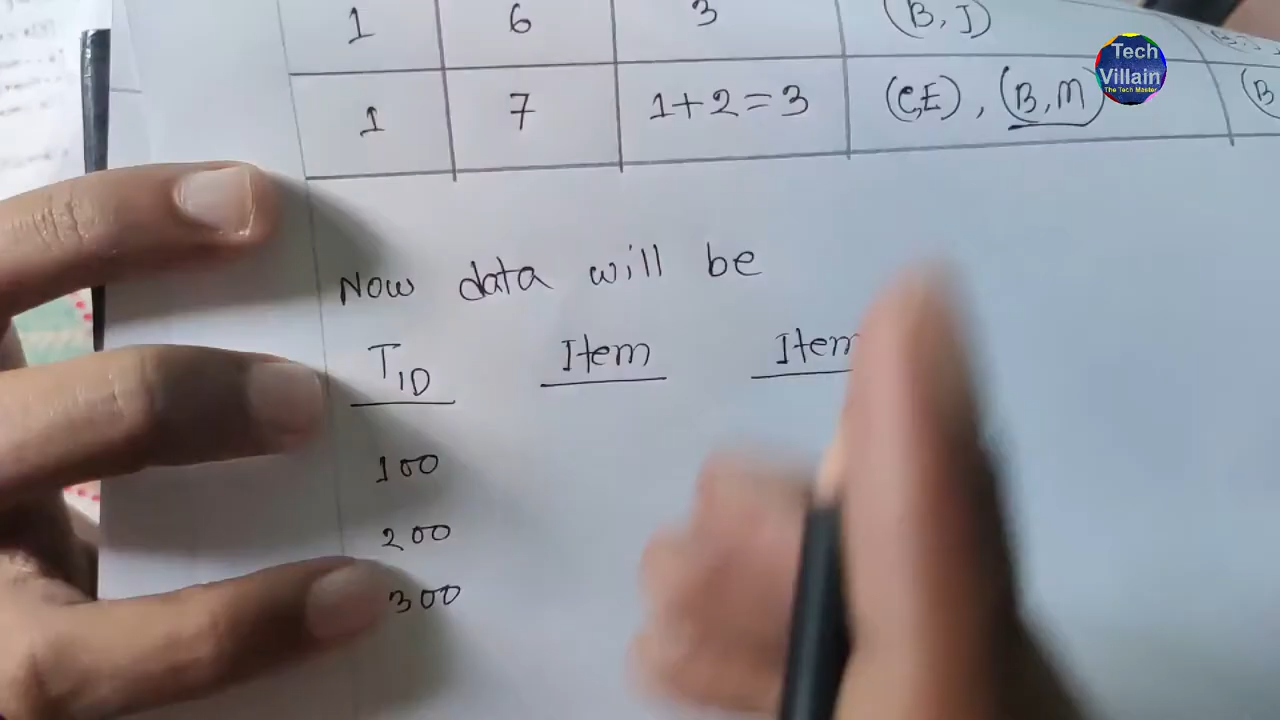 1 6 3 (B, J)
1 7 1+2=3 (C,E), (B,M) (B
Tech
Villain
The Tech Master
Now data will be
TID Item Item
100
200
300